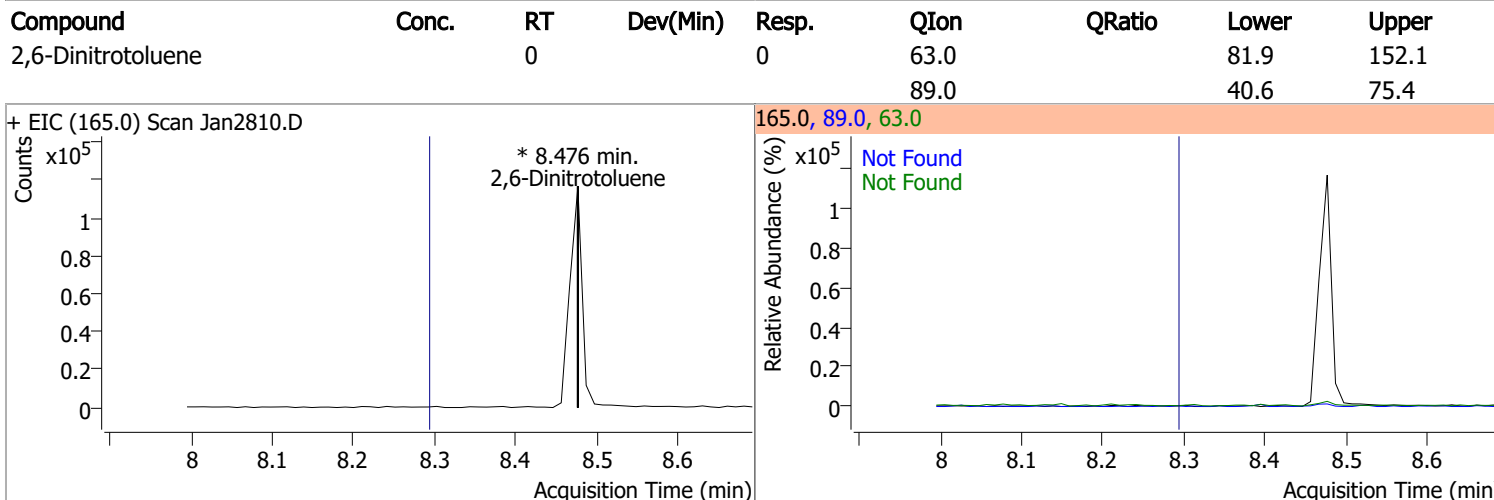 Compound Conc. RT Dev(Min) Resp. QIon QRatio Lower Upper
2,6-Dinitrotoluene 0 0 63.0 81.9 152.1
89.0 40.6 75.4
+ EIC (165.0) Scan Jan2810.D
Counts
x10⁵
* 8.476 min.
2,6-Dinitrotoluene
1
0.8
0.6
0.4
0.2
0
8 8.1 8.2 8.3 8.4 8.5 8.6
Acquisition Time (min)
165.0, 89.0, 63.0
Relative Abundance (%)
x10⁵
Not Found
Not Found
1
0.8
0.6
0.4
0.2
0
8 8.1 8.2 8.3 8.4 8.5 8.6
Acquisition Time (min